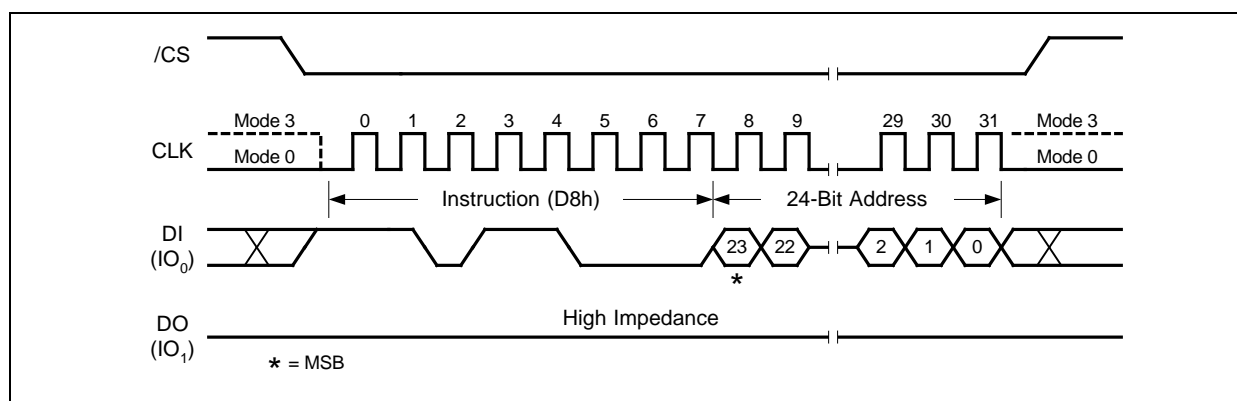 /CS
Mode 3 0 1 2 3 4 5 6 7 8 9 29 30 31 Mode 3
CLK Mode 0 Mode 0
Instruction (D8h) 24-Bit Address
DI
(IO0) 23 22 2 1 0
*
DO High Impedance
(IO1)
* = MSB